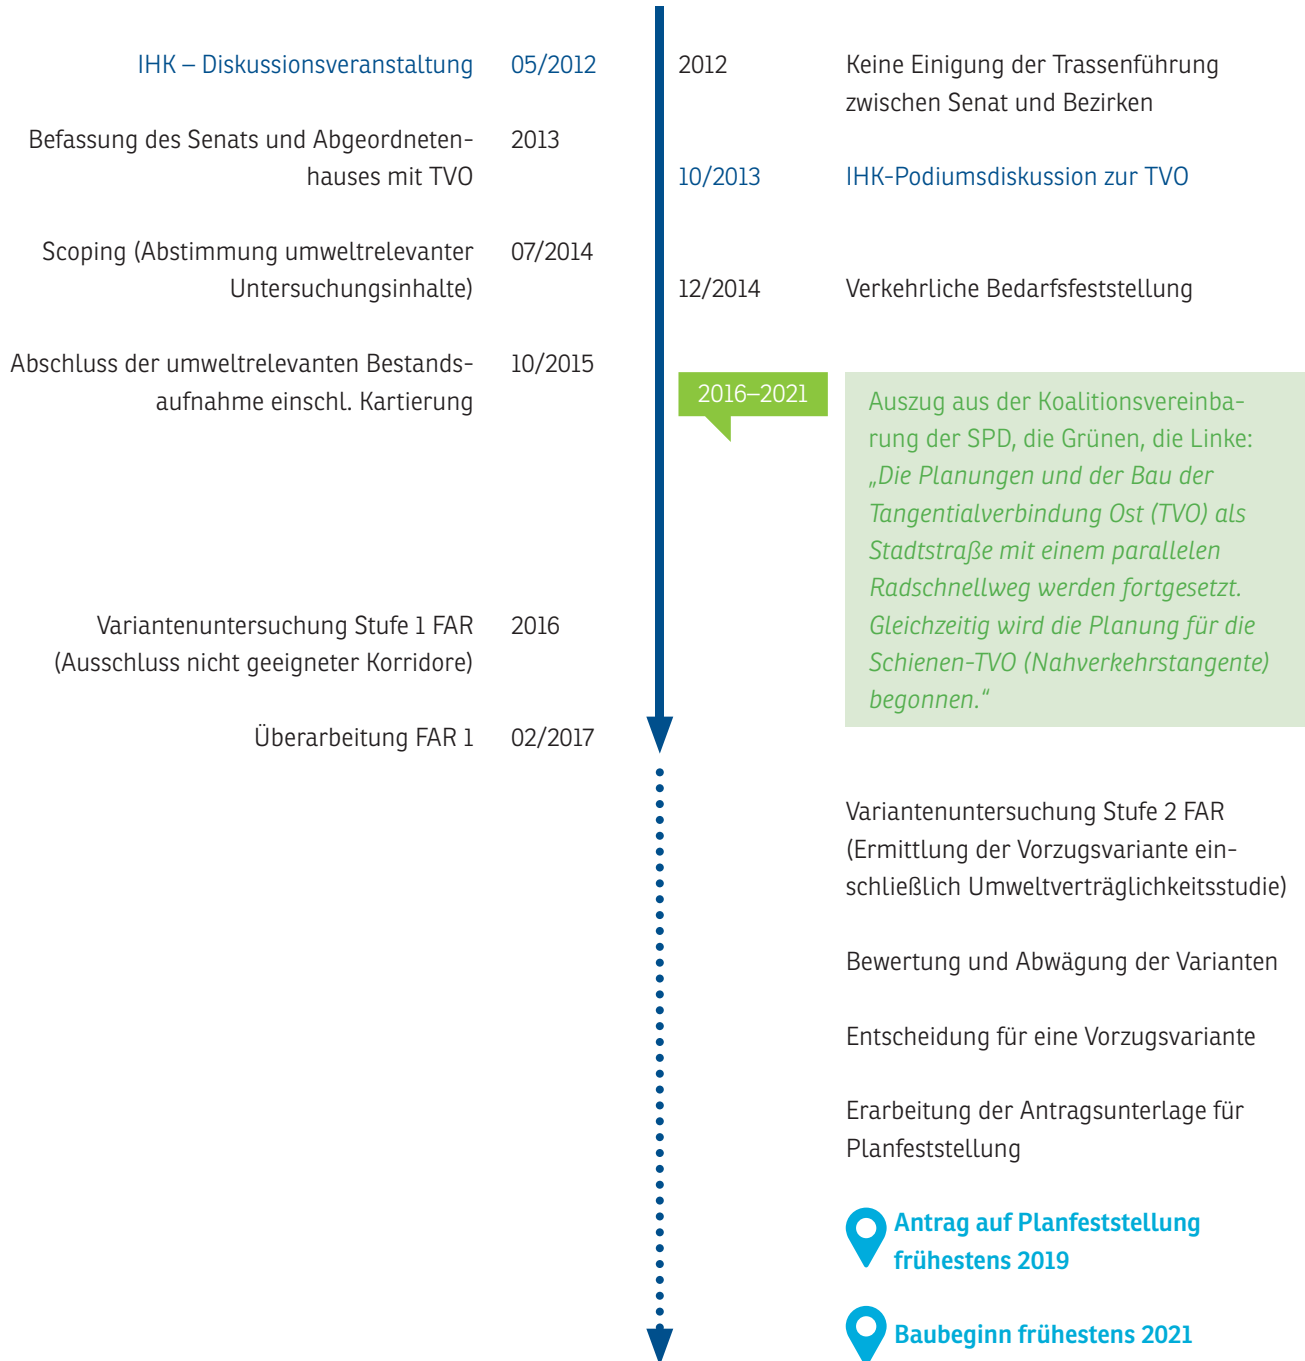 IHK – Diskussionsveranstaltung 05/2012
2012 Keine Einigung der Trassenführung
zwischen Senat und Bezirken
Befassung des Senats und Abgeordneten- 2013
hauses mit TVO
10/2013 IHK-Podiumsdiskussion zur TVO
Scoping (Abstimmung umweltrelevanter 07/2014
Untersuchungsinhalte)
12/2014 Verkehrliche Bedarfsfeststellung
Abschluss der umweltrelevanten Bestands- 10/2015
aufnahme einschl. Kartierung
2016–2021
Auszug aus der Koalitionsvereinba-
rung der SPD, die Grünen, die Linke:
„Die Planungen und der Bau der
Tangentialverbindung Ost (TVO) als
Stadtstraße mit einem parallelen
Radschnellweg werden fortgesetzt.
Gleichzeitig wird die Planung für die
Schienen-TVO (Nahverkehrstangente)
begonnen.“
Variantenuntersuchung Stufe 1 FAR 2016
(Ausschluss nicht geeigneter Korridore)
Überarbeitung FAR 1 02/2017
Variantenuntersuchung Stufe 2 FAR
(Ermittlung der Vorzugsvariante ein-
schließlich Umweltverträglichkeitsstudie)
Bewertung und Abwägung der Varianten
Entscheidung für eine Vorzugsvariante
Erarbeitung der Antragsunterlage für
Planfeststellung
Antrag auf Planfeststellung
frühestens 2019
Baubeginn frühestens 2021